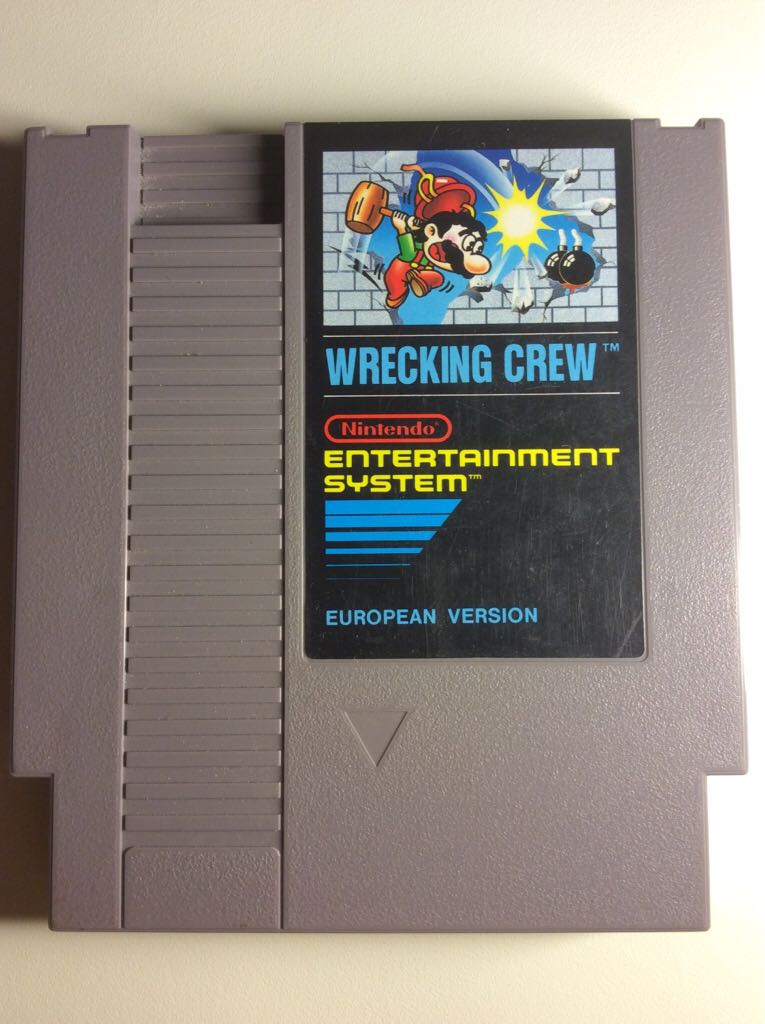 WRECKING CREW™
Nintendo®
ENTERTAINMENT
SYSTEM™
EUROPEAN VERSION